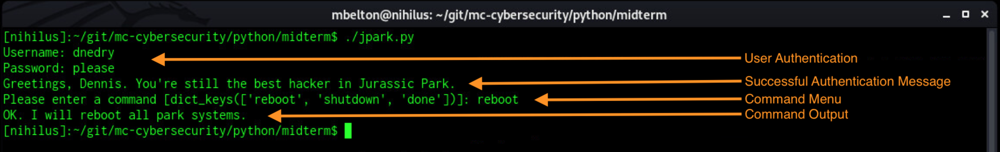 mbelton@nihilus: ~/git/mc-cybersecurity/python/midterm
[nihilus]:~/git/mc-cybersecurity/python/midterm$ ./jpark.py
Username: dnedry
User Authentication
Password: please
Greetings, Dennis. You're still the best hacker in Jurassic Park.
Successful Authentication Message
Please enter a command [dict_keys(['reboot', 'shutdown', 'done'])]: reboot
Command Menu
OK. I will reboot all park systems.
Command Output
[nihilus]:~/git/mc-cybersecurity/python/midterm$